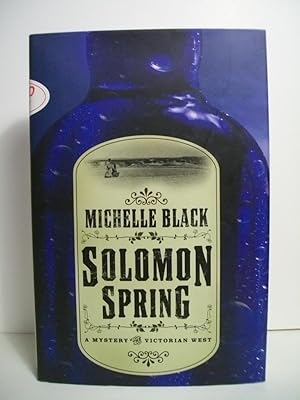 MICHELLE BLACK
SOLOMON
SPRING
A MYSTERY OF THE VICTORIAN WEST